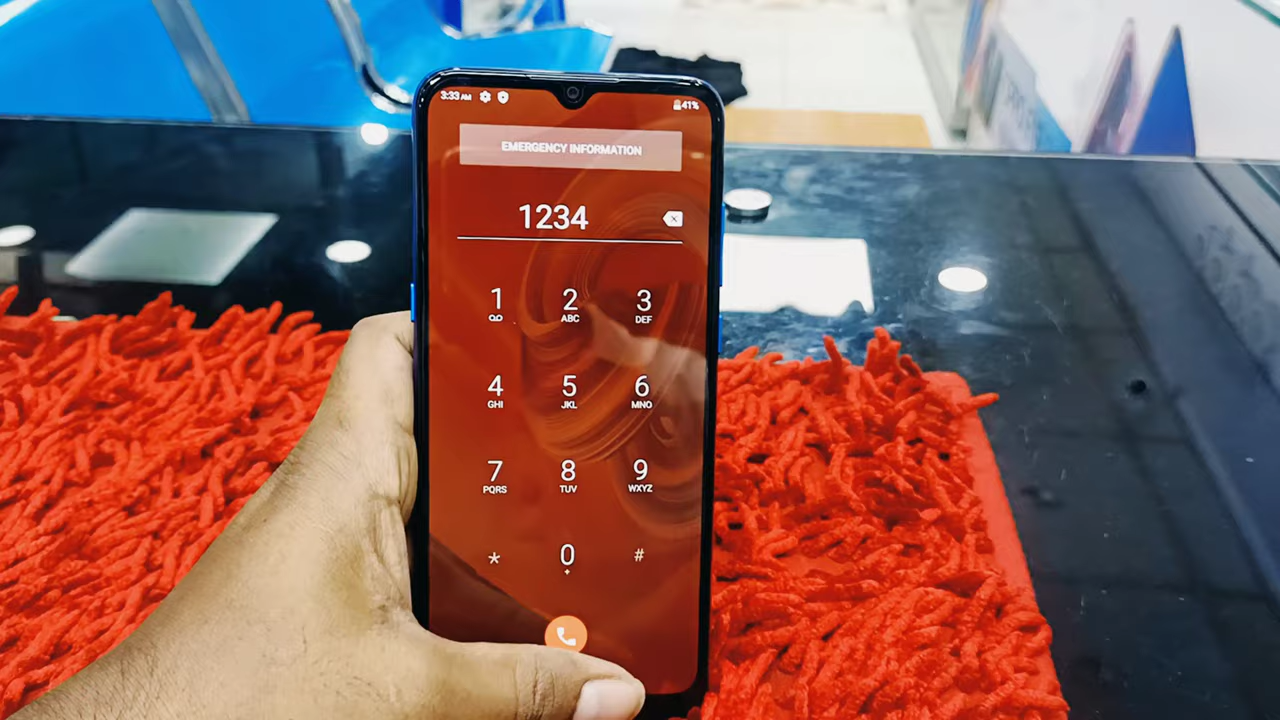 3:33 AM 41%
EMERGENCY INFORMATION
1234
1 2 3
ABC DEF
4 5 6
GHI JKL MNO
7 8 9
PQRS TUV WXYZ
* 0 #
+